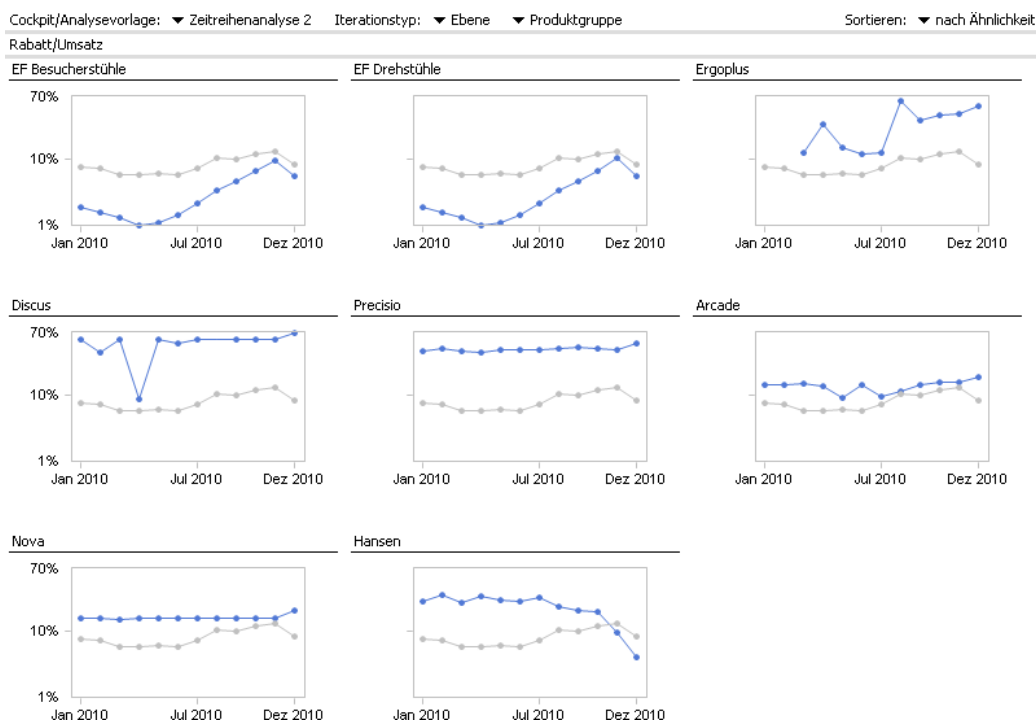 Cockpit/Analysevorlage: ▼ Zeitreihenanalyse 2 Iterationstyp: ▼ Ebene ▼ Produktgruppe Sortieren: ▼ nach Ähnlichkeit
Rabatt/Umsatz
EF Besucherstühle EF Drehstühle Ergoplus
70%
10%
1%
Jan 2010 Jul 2010 Dez 2010 Jan 2010 Jul 2010 Dez 2010 Jan 2010 Jul 2010 Dez 2010
Discus Precisio Arcade
70%
10%
1%
Jan 2010 Jul 2010 Dez 2010 Jan 2010 Jul 2010 Dez 2010 Jan 2010 Jul 2010 Dez 2010
Nova Hansen
70%
10%
1%
Jan 2010 Jul 2010 Dez 2010 Jan 2010 Jul 2010 Dez 2010